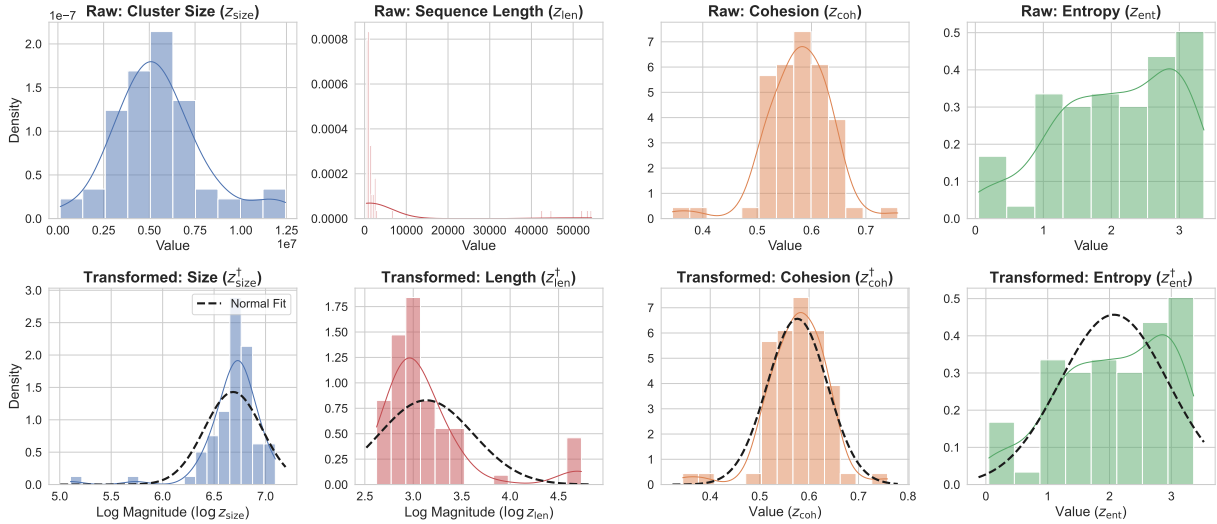 Raw: Cluster Size (z_size)
1e−7
2.0
1.5
1.0
0.5
0.0
Density
0.00 0.25 0.50 0.75 1.00 1.25
1e7
Value
Raw: Sequence Length (z_len)
0.0008
0.0006
0.0004
0.0002
0.0000
0 10000 20000 30000 40000 50000
Value
Raw: Cohesion (z_coh)
7
6
5
4
3
2
1
0
0.4 0.5 0.6 0.7
Value
Raw: Entropy (z_ent)
0.5
0.4
0.3
0.2
0.1
0.0
0 1 2 3
Value
Transformed: Size (z†_size)
Normal Fit
3.0
2.5
2.0
1.5
1.0
0.5
0.0
Density
5.0 5.5 6.0 6.5 7.0
Log Magnitude (log z_size)
Transformed: Length (z†_len)
1.75
1.50
1.25
1.00
0.75
0.50
0.25
0.00
2.5 3.0 3.5 4.0 4.5
Log Magnitude (log z_len)
Transformed: Cohesion (z†_coh)
7
6
5
4
3
2
1
0
0.4 0.5 0.6 0.7 0.8
Value (z_coh)
Transformed: Entropy (z†_ent)
0.5
0.4
0.3
0.2
0.1
0.0
0 1 2 3
Value (z_ent)